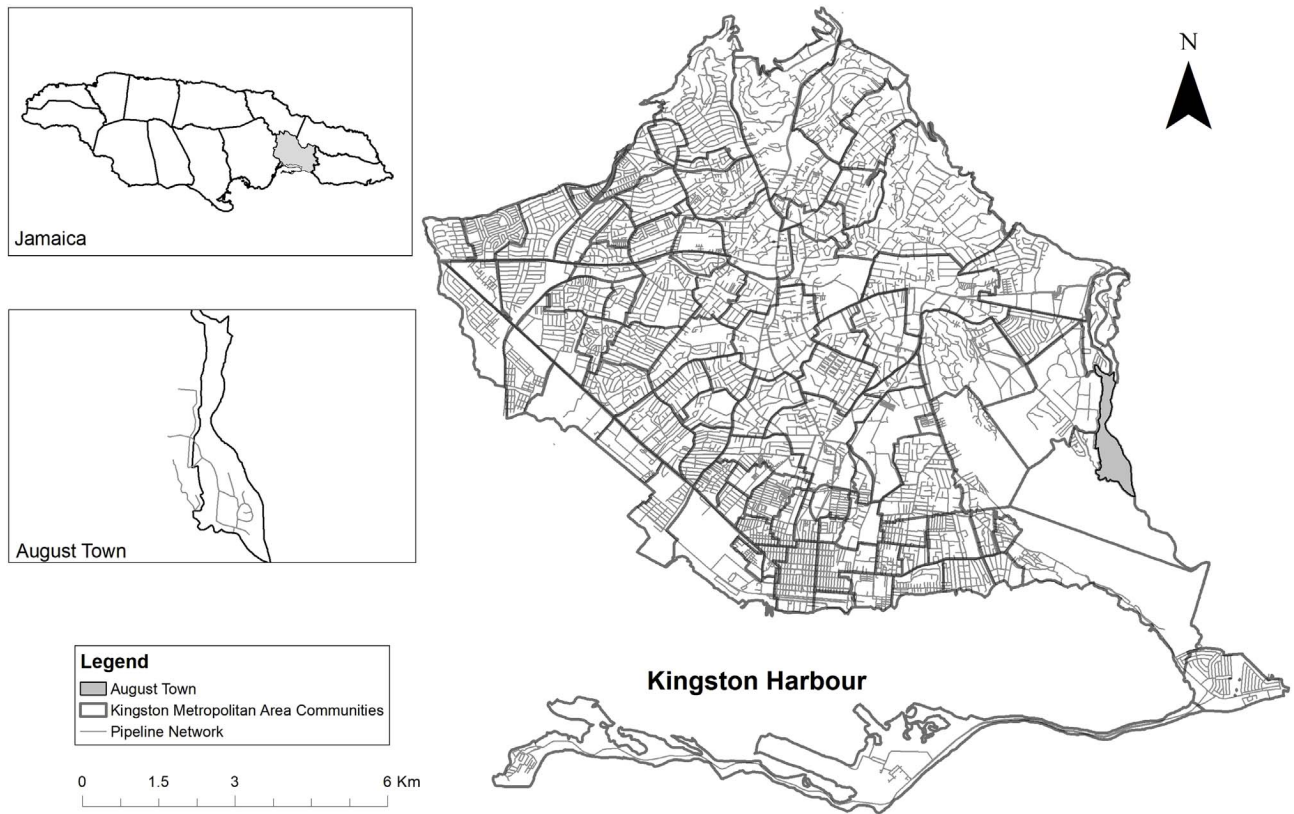 Jamaica
N
August Town
Kingston Harbour
Legend
August Town
Kingston Metropolitan Area Communities
Pipeline Network
0 1.5 3 6 Km